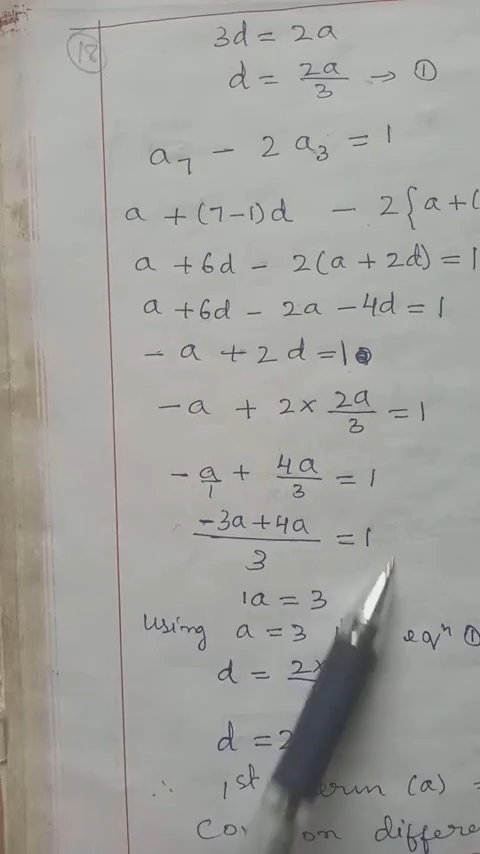 18
3d = 2a
d = 2a/3 → ①
a₇ - 2 a₃ = 1
a + (7-1)d - 2{a+(
a + 6d - 2(a + 2d) = 1
a + 6d - 2a - 4d = 1
- a + 2d = 1
- a + 2 × 2a/3 = 1
- a/1 + 4a/3 = 1
-3a+4a/3 = 1
1a = 3
Using a = 3 eqⁿ ①
d = 2×
d = 2
∴ 1st (a) =